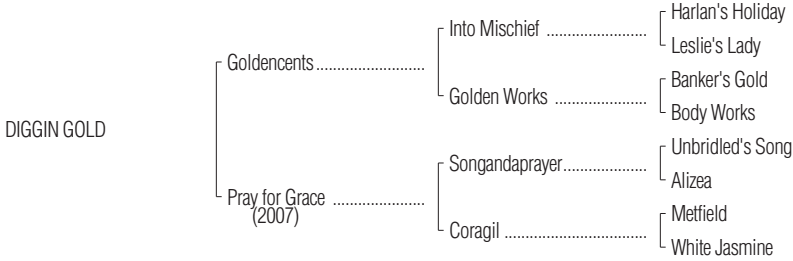 Harlan's Holiday
Into Mischief ........................
Leslie's Lady
Goldencents..........................
Banker's Gold
Golden Works ......................
Body Works
DIGGIN GOLD
Unbridled's Song
Songandaprayer....................
Alizea
Pray for Grace ......................
(2007)
Metfield
Coragil ..................................
White Jasmine